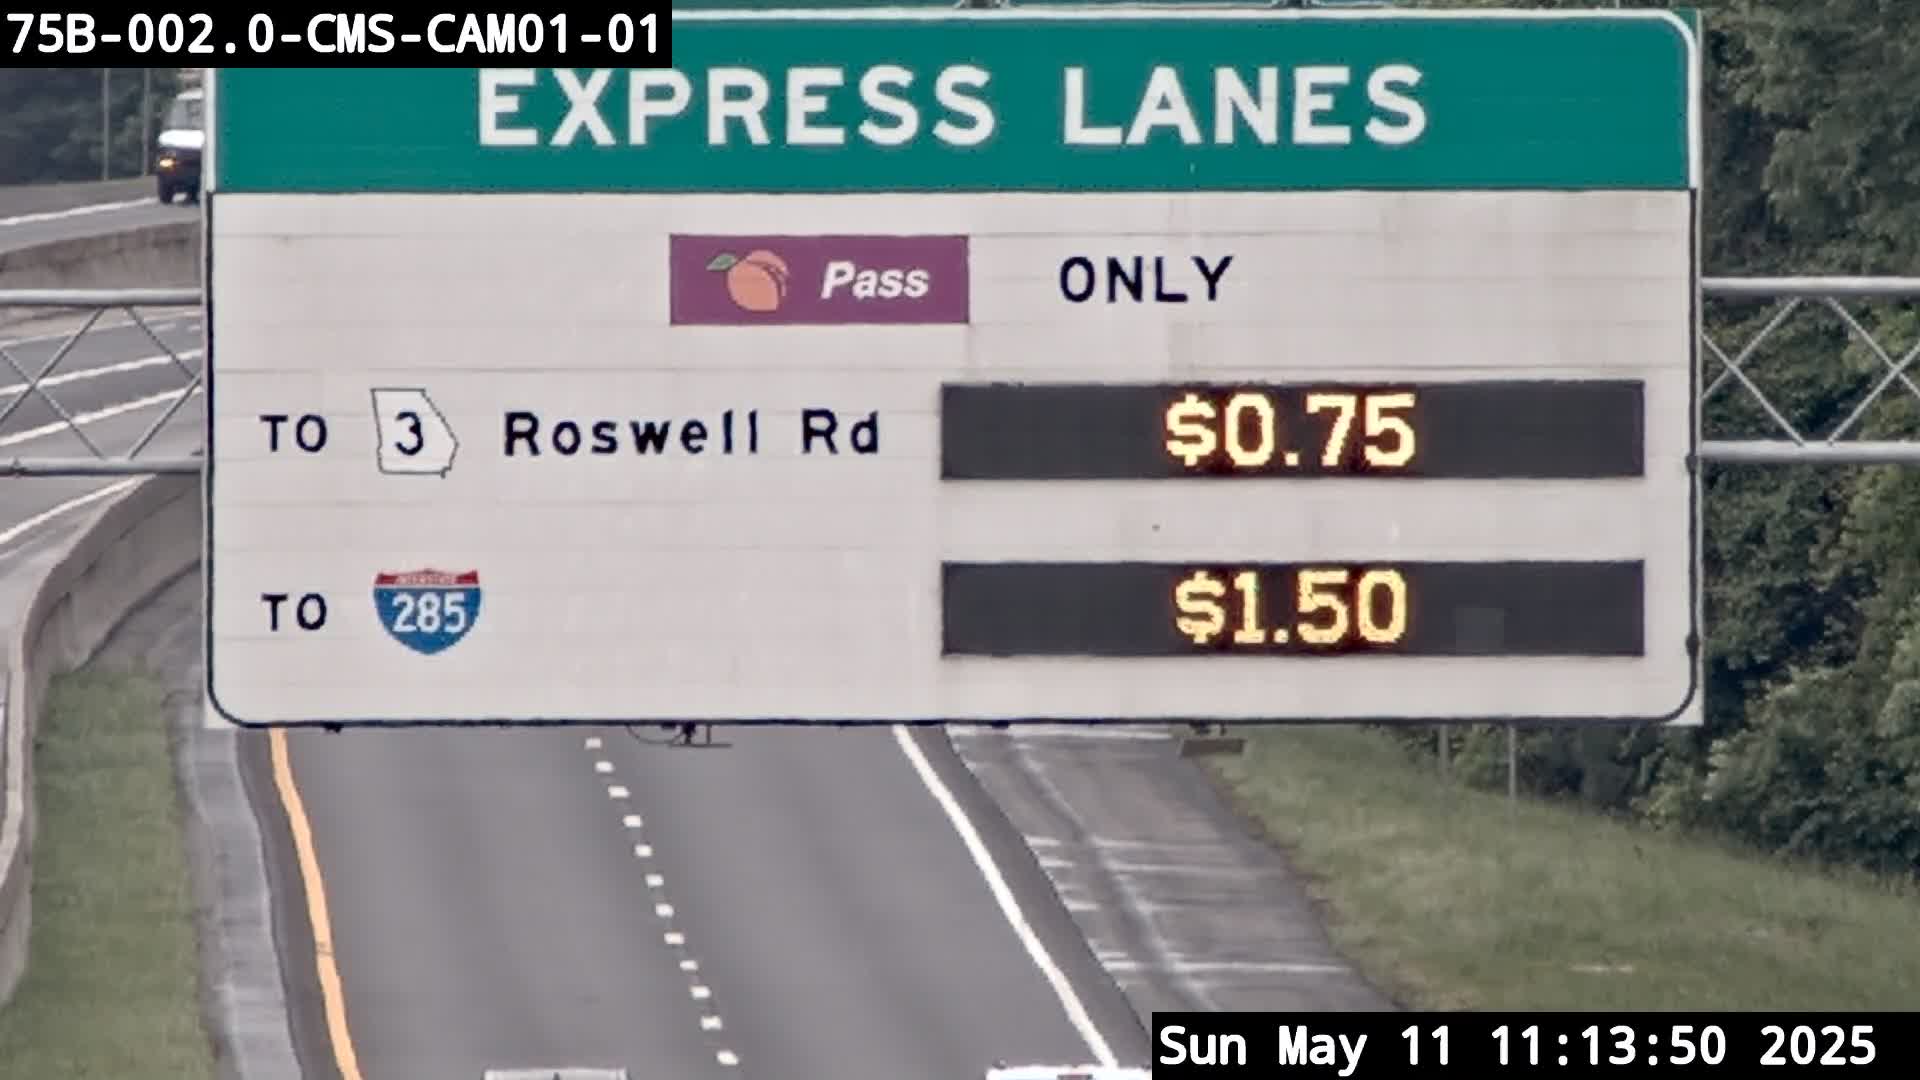 75B-002.0-CMS-CAM01-01
EXPRESS LANES
Pass ONLY
TO 3 Roswell Rd $0.75
TO INTERSTATE 285 $1.50
Sun May 11 11:13:50 2025